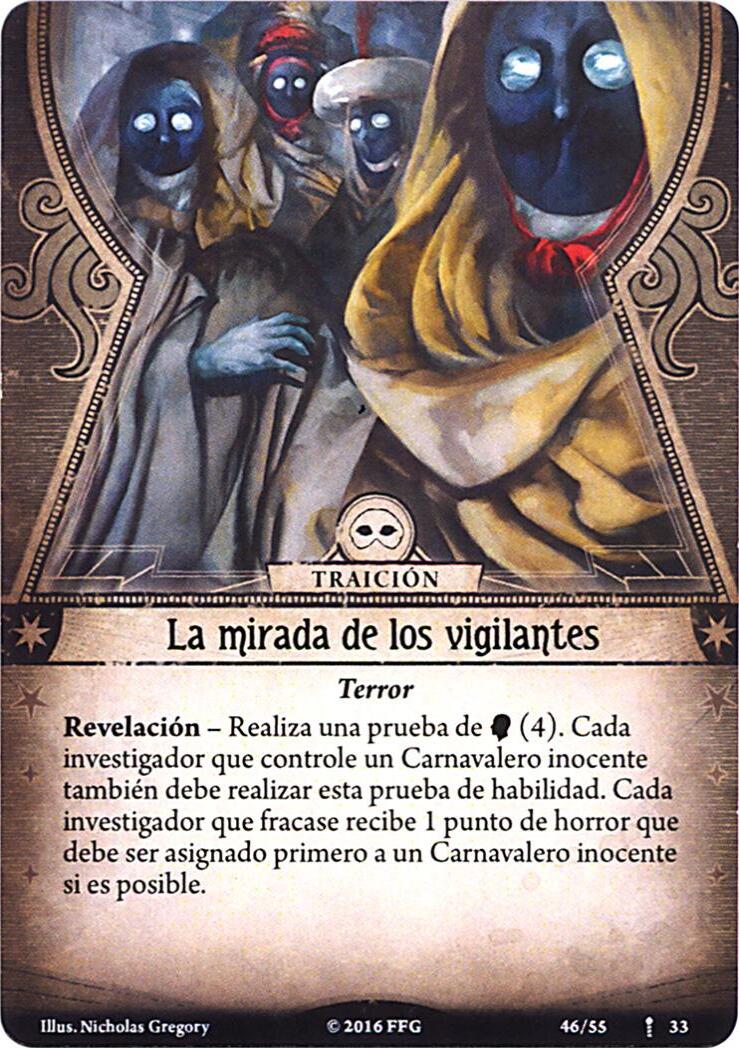 TRAICIÓN
La mirada de los vigilantes
Terror
Revelación – Realiza una prueba de (4). Cada
investigador que controle un Carnavalero inocente
también debe realizar esta prueba de habilidad. Cada
investigador que fracase recibe 1 punto de horror que
debe ser asignado primero a un Carnavalero inocente
si es posible.
Illus. Nicholas Gregory © 2016 FFG 46/55 33